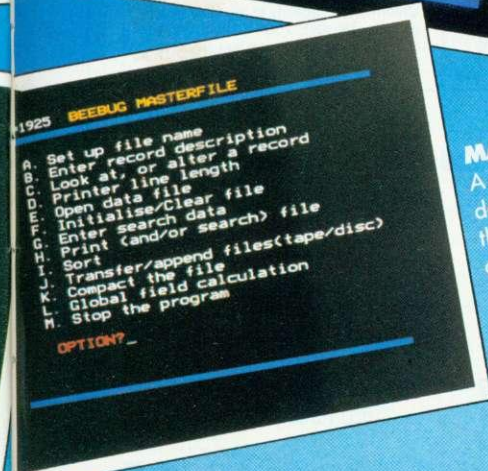 1925 BEEBUG MASTERFILE
A. Set up file name
B. Enter record description
C. Look at, or alter a record
D. Printer line length
E. Open data file
F. Initialise/Clear file
G. Enter search data
H. Print (and/or search) file
I. Sort
J. Transfer/append files(tape/disc)
K. Compact the file
L. Global field calculation
M. Stop the program
OPTION?_
M
A
d
th